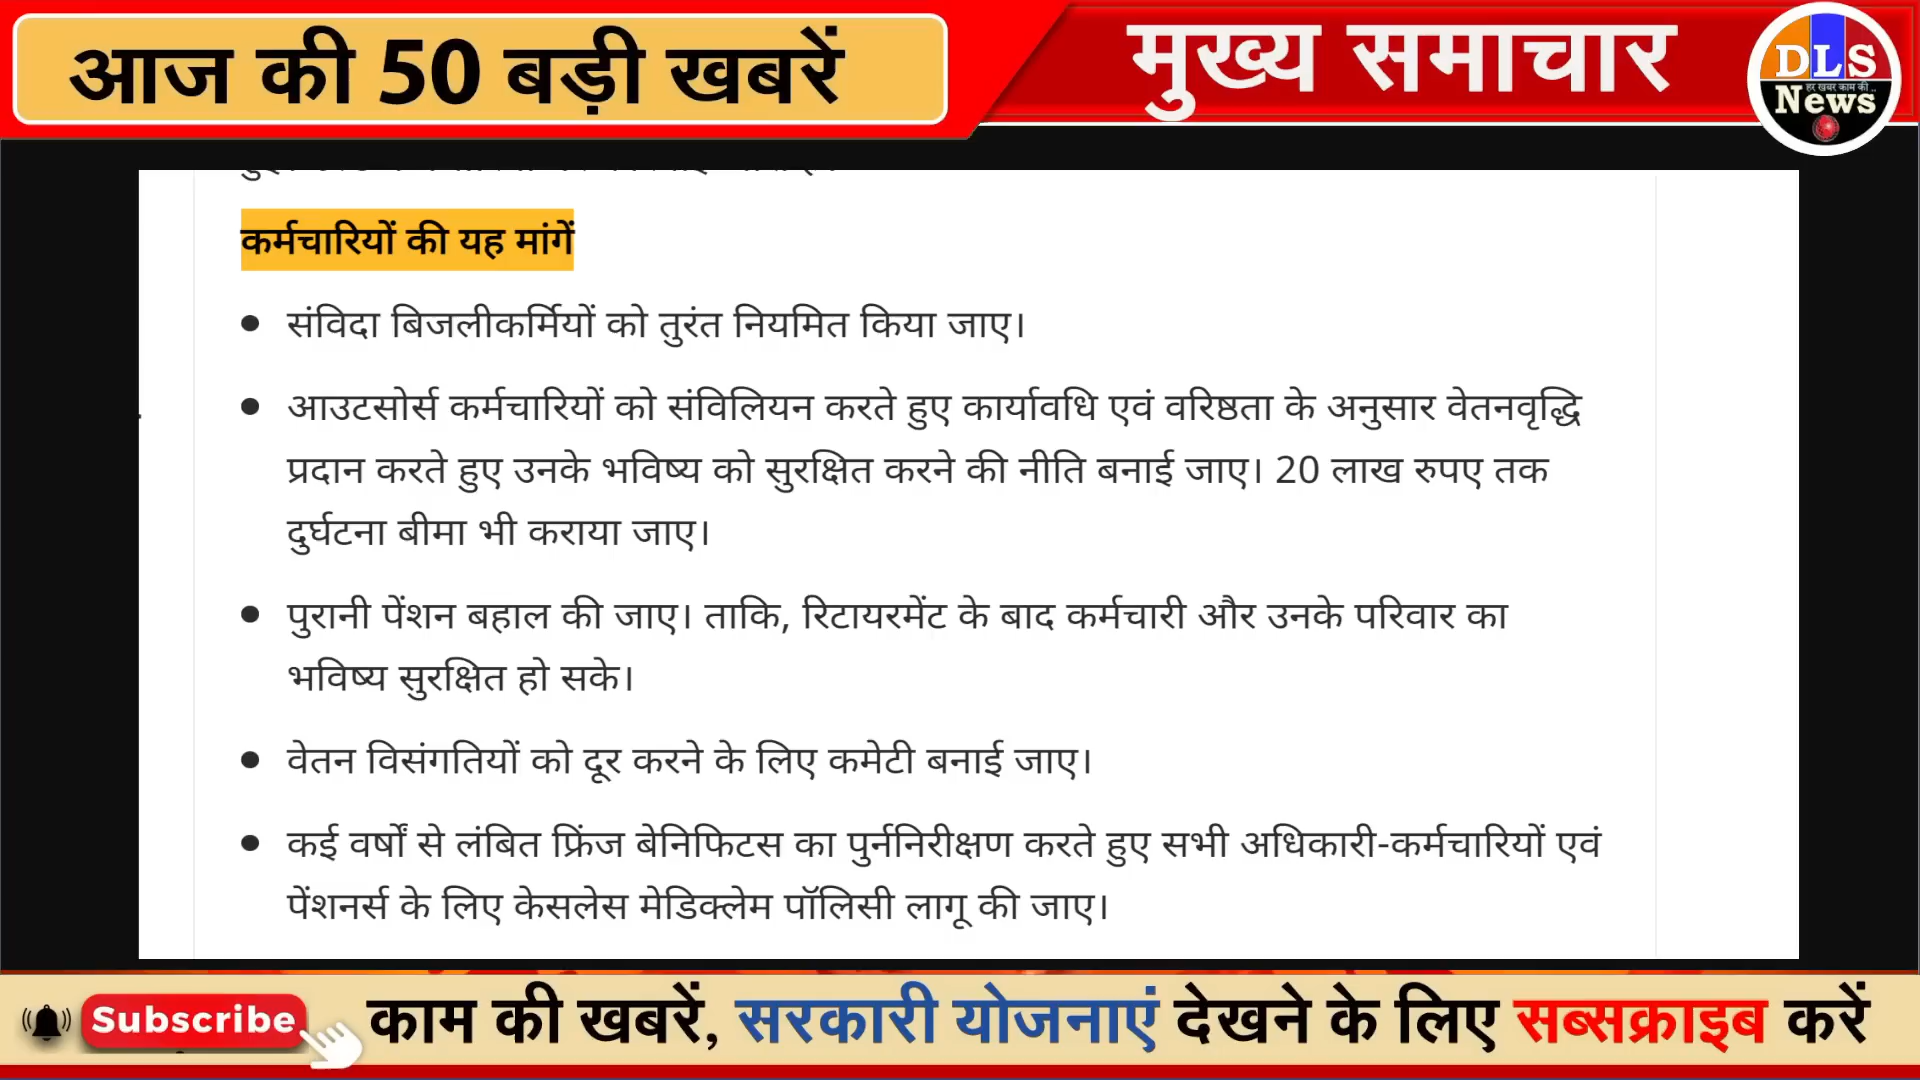 आज की 50 बड़ी खबरें
मुख्य समाचार
DLS
हर खबर काम की..
News
कर्मचारियों की यह मांगें
• संविदा बिजलीकर्मियों को तुरंत नियमित किया जाए।
• आउटसोर्स कर्मचारियों को संविलियन करते हुए कार्यावधि एवं वरिष्ठता के अनुसार वेतनवृद्धि
प्रदान करते हुए उनके भविष्य को सुरक्षित करने की नीति बनाई जाए। 20 लाख रुपए तक
दुर्घटना बीमा भी कराया जाए।
• पुरानी पेंशन बहाल की जाए। ताकि, रिटायरमेंट के बाद कर्मचारी और उनके परिवार का
भविष्य सुरक्षित हो सके।
• वेतन विसंगतियों को दूर करने के लिए कमेटी बनाई जाए।
• कई वर्षों से लंबित फ्रिंज बेनिफिटस का पुर्ननिरीक्षण करते हुए सभी अधिकारी-कर्मचारियों एवं
पेंशनर्स के लिए केसलेस मेडिक्लेम पॉलिसी लागू की जाए।
Subscribe
काम की खबरें, सरकारी योजनाएं देखने के लिए सब्सक्राइब करें